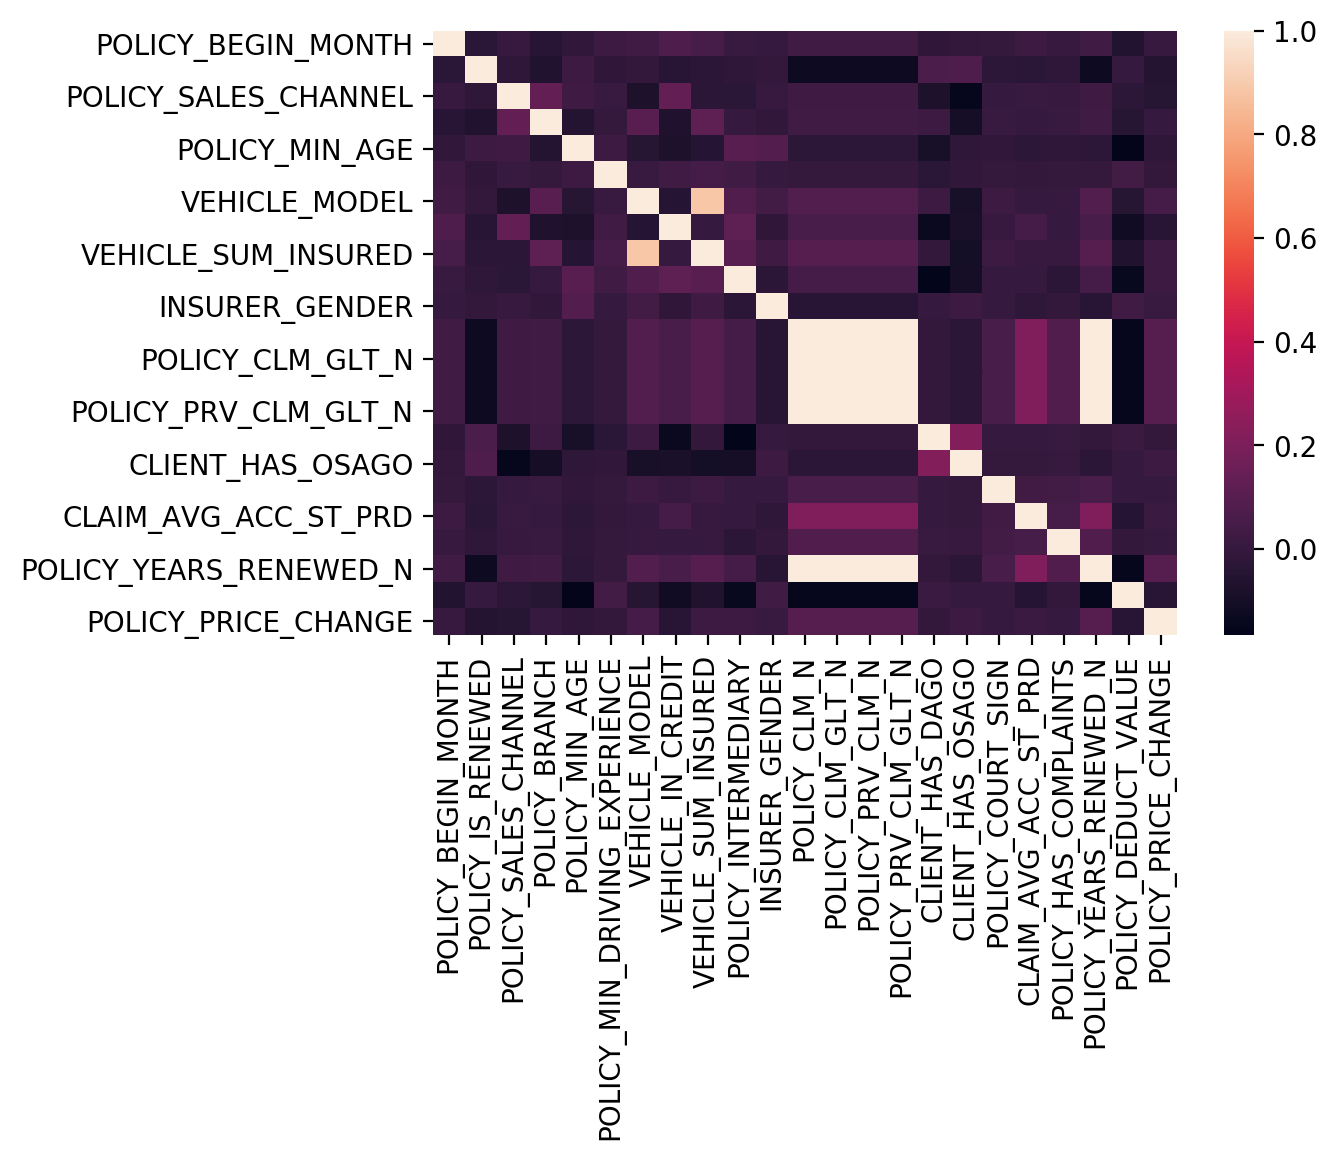 POLICY_BEGIN_MONTH
POLICY_SALES_CHANNEL
POLICY_MIN_AGE
VEHICLE_MODEL
VEHICLE_SUM_INSURED
INSURER_GENDER
POLICY_CLM_GLT_N
POLICY_PRV_CLM_GLT_N
CLIENT_HAS_OSAGO
CLAIM_AVG_ACC_ST_PRD
POLICY_YEARS_RENEWED_N
POLICY_PRICE_CHANGE
POLICY_BEGIN_MONTH
POLICY_IS_RENEWED
POLICY_SALES_CHANNEL
POLICY_BRANCH
POLICY_MIN_AGE
POLICY_MIN_DRIVING_EXPERIENCE
VEHICLE_MODEL
VEHICLE_IN_CREDIT
VEHICLE_SUM_INSURED
POLICY_INTERMEDIARY
INSURER_GENDER
POLICY_CLM_N
POLICY_CLM_GLT_N
POLICY_PRV_CLM_N
POLICY_PRV_CLM_GLT_N
CLIENT_HAS_DAGO
CLIENT_HAS_OSAGO
POLICY_COURT_SIGN
CLAIM_AVG_ACC_ST_PRD
POLICY_HAS_COMPLAINTS
POLICY_YEARS_RENEWED_N
POLICY_DEDUCT_VALUE
POLICY_PRICE_CHANGE
1.0
0.8
0.6
0.4
0.2
0.0